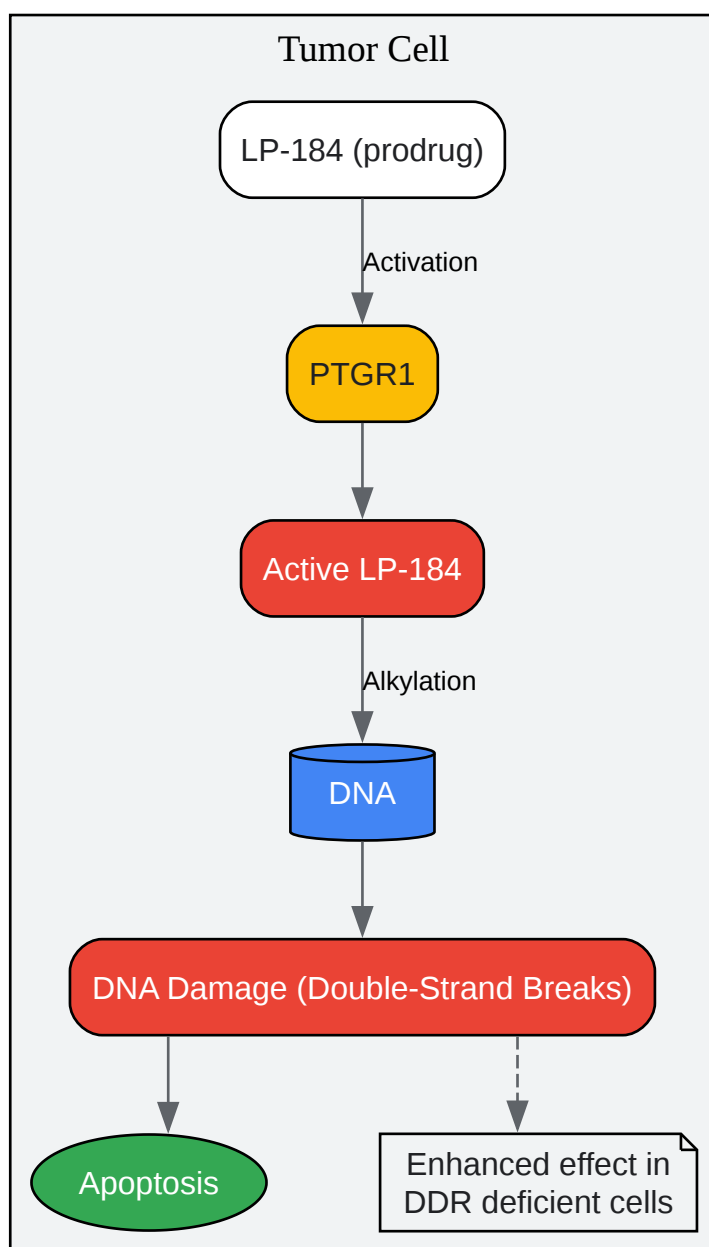 Tumor Cell
LP-184 (prodrug)
Activation
PTGR1
Active LP-184
Alkylation
DNA
DNA Damage (Double-Strand Breaks)
Apoptosis
Enhanced effect in
DDR deficient cells